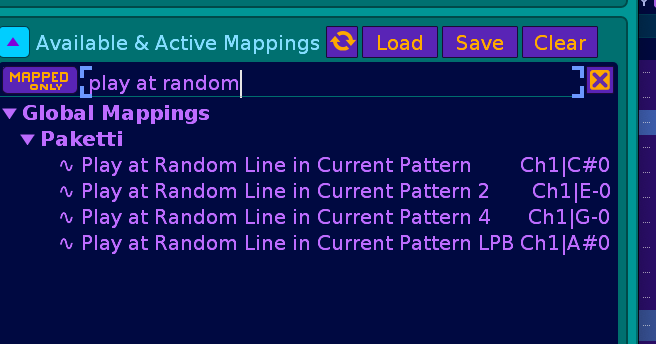 Available & Active Mappings Load Save Clear
MAPPED ONLY play at random
Global Mappings
Paketti
Play at Random Line in Current Pattern Ch1|C#0
Play at Random Line in Current Pattern 2 Ch1|E-0
Play at Random Line in Current Pattern 4 Ch1|G-0
Play at Random Line in Current Pattern LPB Ch1|A#0